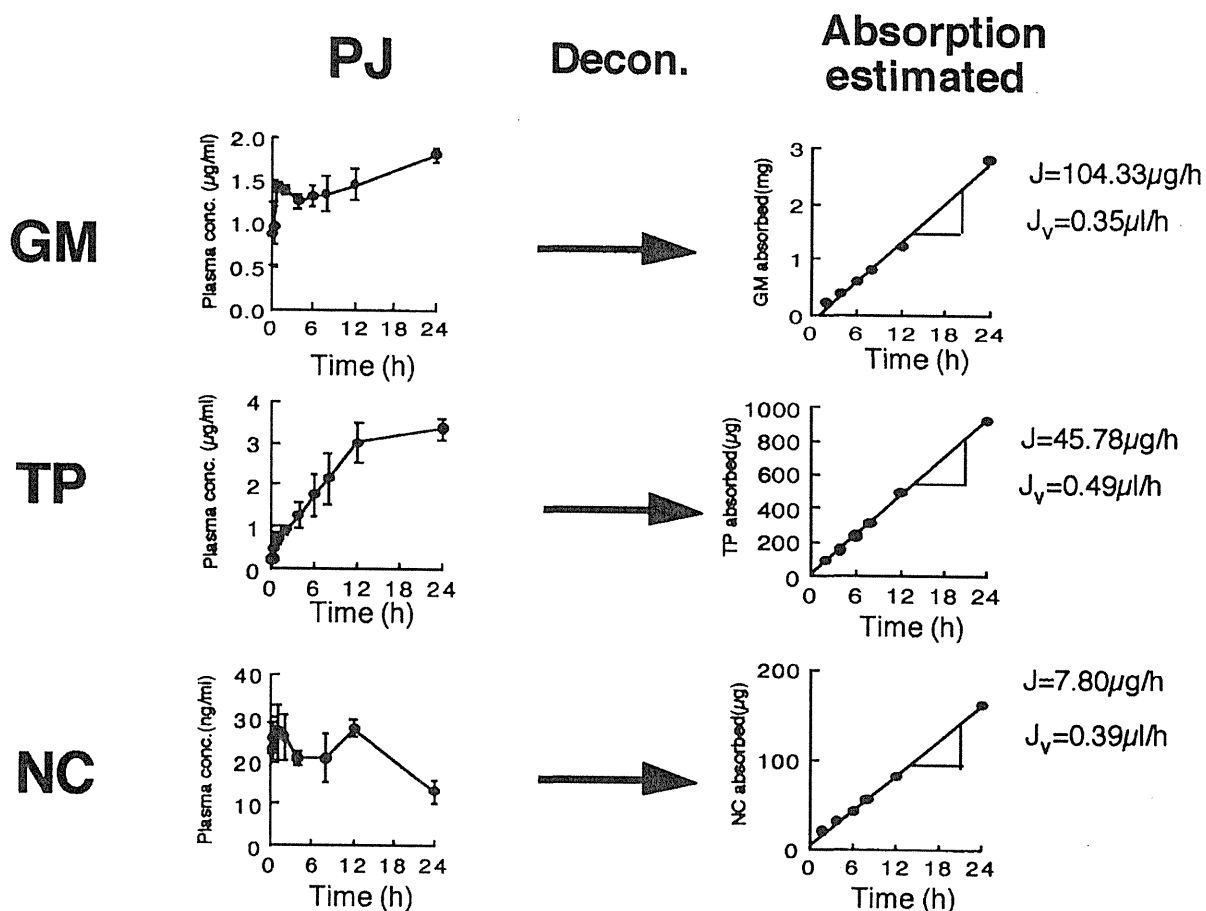 PJ
Decon.
Absorption
estimated
GM
Plasma conc. (µg/ml)
2.0
1.5
1.0
0.5
0.0
0 6 12 18 24
Time (h)
GM absorbed(mg)
3
2
1
0
0 6 12 18 24
Time (h)
J=104.33µg/h
Jv=0.35µl/h
TP
Plasma conc. (µg/ml)
4
3
2
1
0
0 6 12 18 24
Time (h)
TP absorbed(µg)
1000
800
600
400
200
0
0 6 12 18 24
Time (h)
J=45.78µg/h
Jv=0.49µl/h
NC
Plasma conc.(ng/ml)
40
30
20
10
0
0 6 12 18 24
Time (h)
NC absorbed(µg)
200
100
0
0 6 12 18 24
Time (h)
J=7.80µg/h
Jv=0.39µl/h